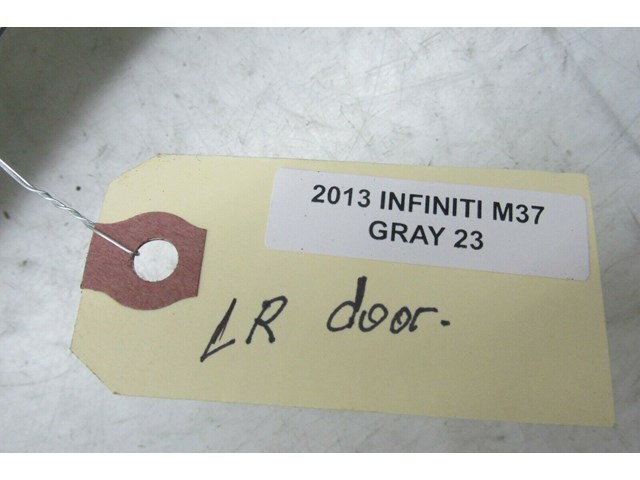 2013 INFINITI M37
GRAY 23
LR door.